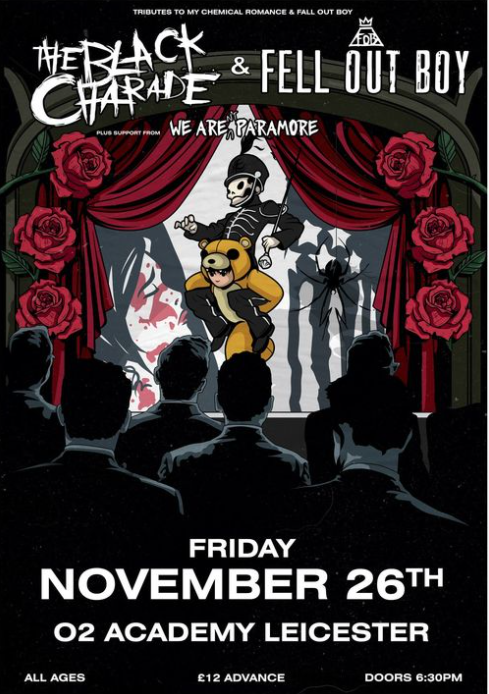 TRIBUTES TO MY CHEMICAL ROMANCE & FALL OUT BOY
THE BLACK CHARADE & FELL OUT BOY
FOB
PLUS SUPPORT FROM WE ARE PARAMORE
FRIDAY
NOVEMBER 26TH
O2 ACADEMY LEICESTER
ALL AGES £12 ADVANCE DOORS 6:30PM